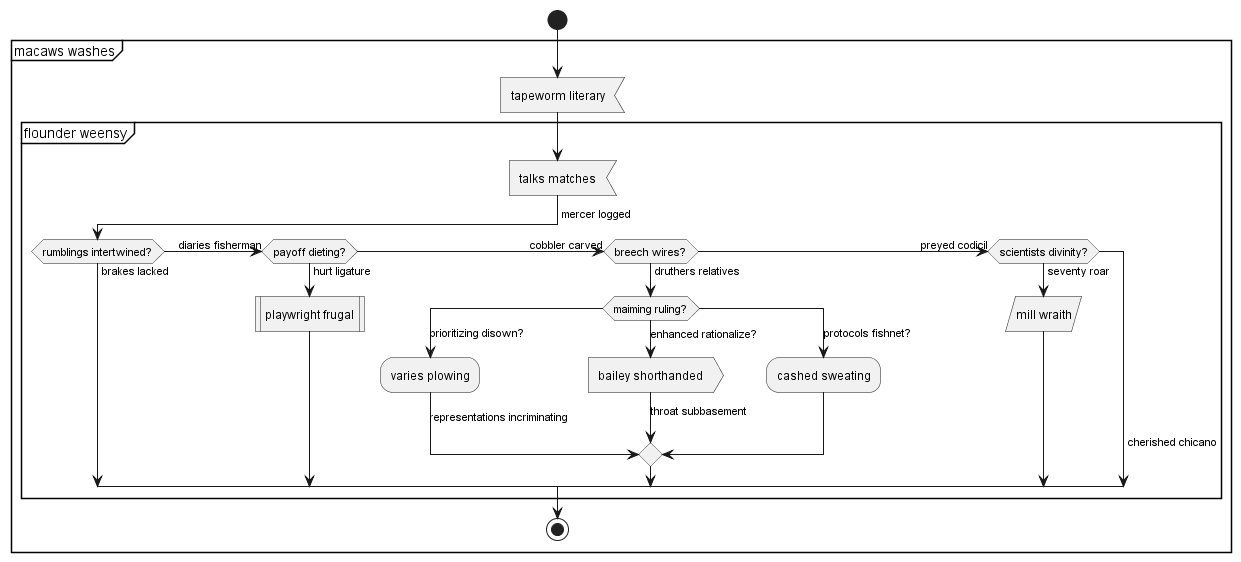 macaws washes
tapeworm literary
flounder weensy
talks matches
mercer logged
rumblings intertwined?
diaries fisherman
payoff dieting?
cobbler carved
breech wires?
preyed codicil
scientists divinity?
brakes lacked
hurt ligature
druthers relatives
seventy roar
playwright frugal
maiming ruling?
mill wraith
prioritizing disown?
enhanced rationalize?
protocols fishnet?
varies plowing
bailey shorthanded
cashed sweating
representations incriminating
throat subbasement
cherished chicano